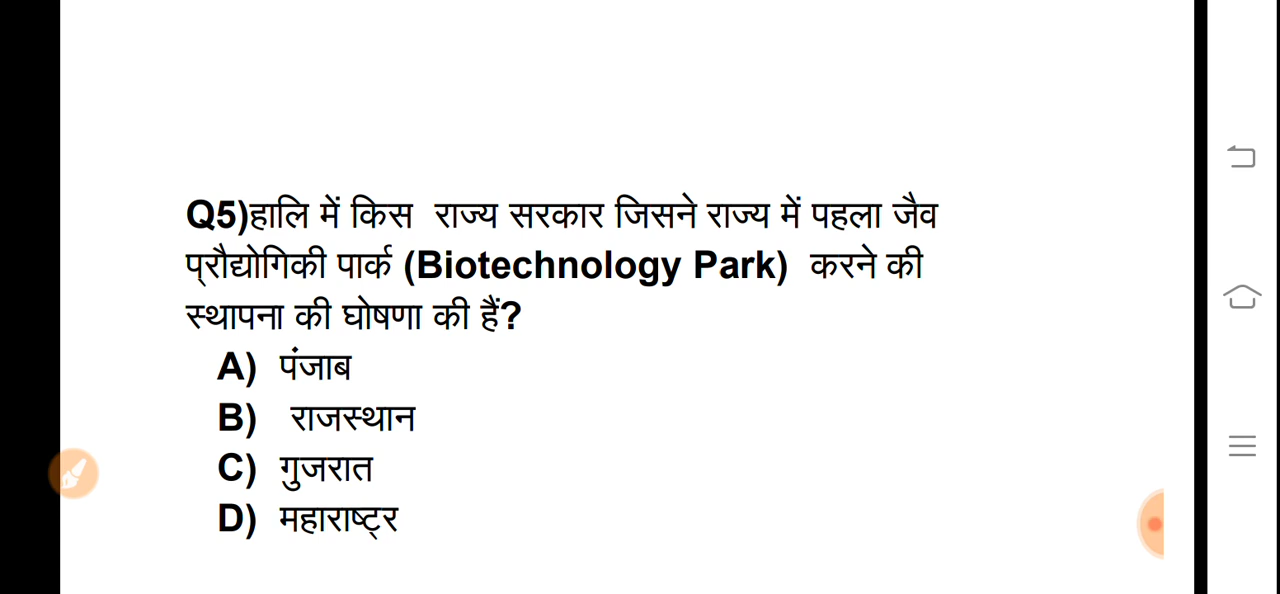 Q5)हालि में किस राज्य सरकार जिसने राज्य में पहला जैव
प्रौद्योगिकी पार्क (Biotechnology Park) करने की
स्थापना की घोषणा की हैं?
A) पंजाब
B) राजस्थान
C) गुजरात
D) महाराष्ट्र